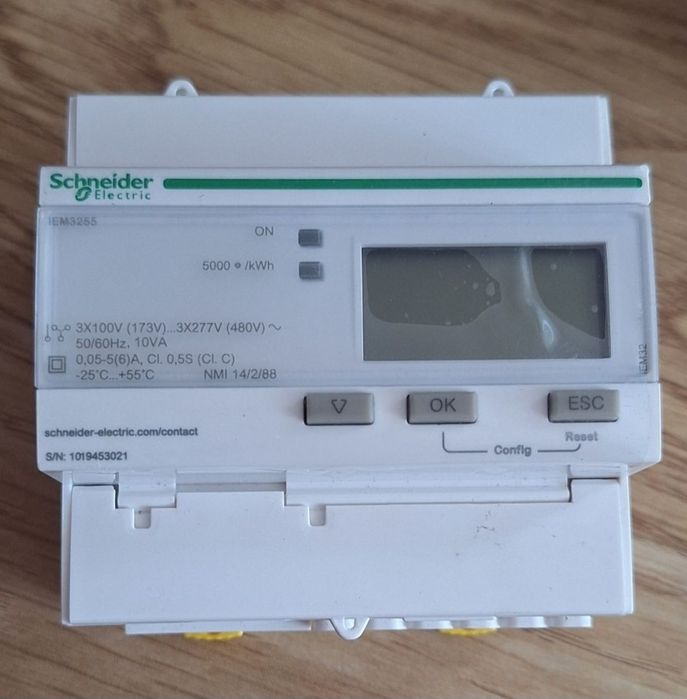 Schneider
Electric
iEM3255
ON
5000 /kWh
3X100V (173V)...3X277V (480V) ~
50/60Hz, 10VA
0,05-5(6)A, Cl. 0,5S (Cl. C)
-25°C...+55°C NMI 14/2/88
iEM32
OK
ESC
Reset
Config
schneider-electric.com/contact
S/N: 1019453021